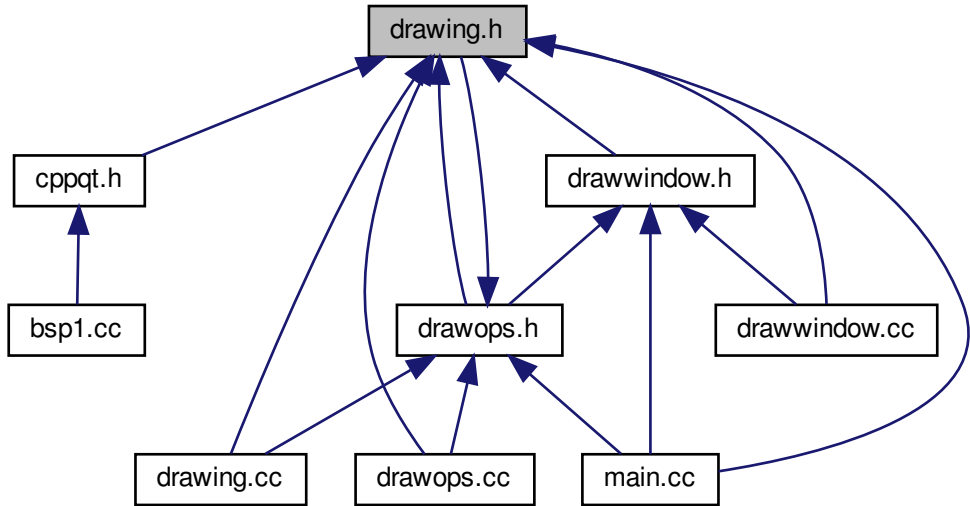 drawing.h
cppqt.h
drawwindow.h
bsp1.cc
drawops.h
drawwindow.cc
drawing.cc
drawops.cc
main.cc